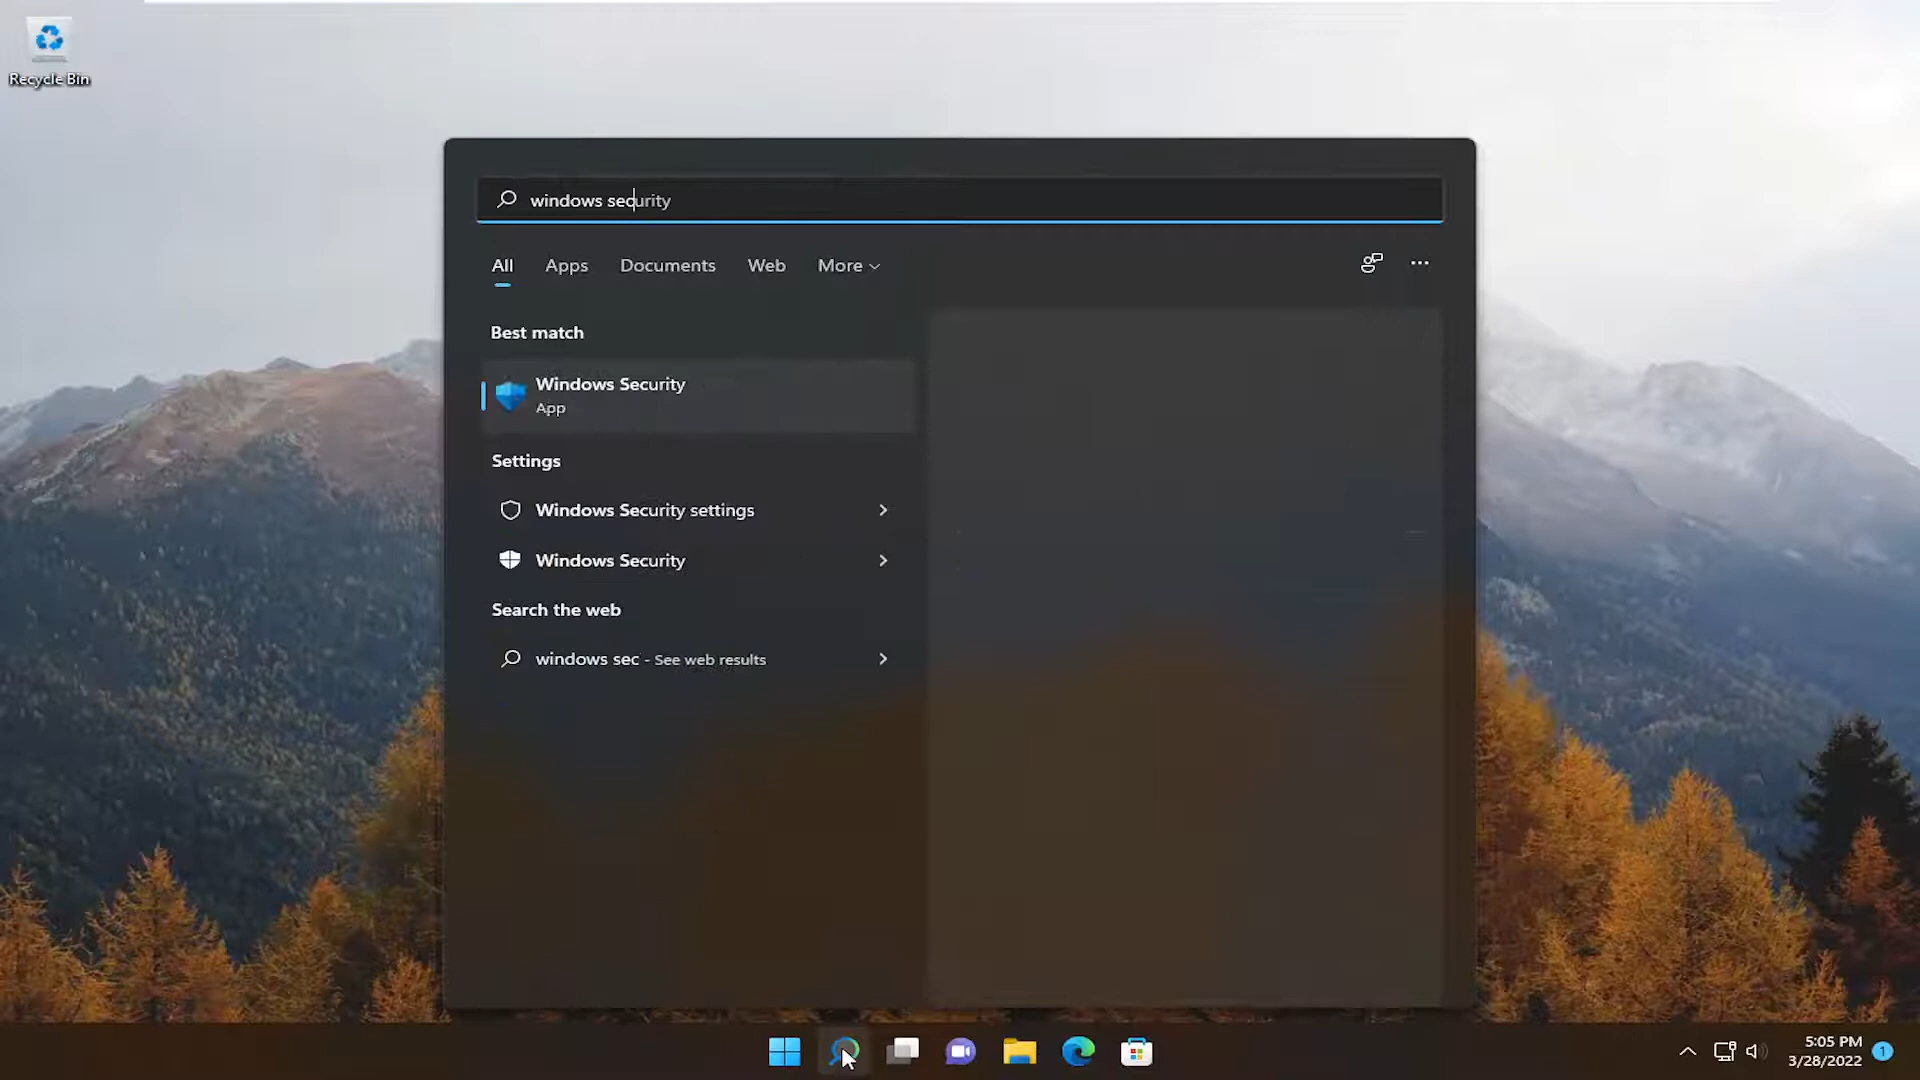 Recycle Bin
windows security
All Apps Documents Web More
Best match
Windows Security
App
Settings
Windows Security settings
Windows Security
Search the web
windows sec - See web results
5:05 PM
3/28/2022
1